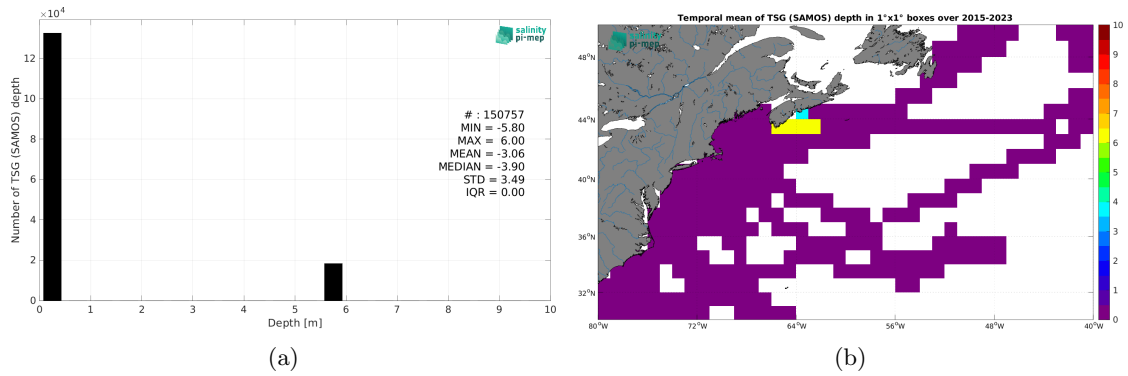 ×10⁴
salinity
pi-mep
12
10
8
6
4
2
0
Number of TSG (SAMOS) depth
# : 150757
MIN = -5.80
MAX = 6.00
MEAN = -3.06
MEDIAN = -3.90
STD = 3.49
IQR = 0.00
0 1 2 3 4 5 6 7 8 9 10
Depth [m]
(a)
Temporal mean of TSG (SAMOS) depth in 1°x1° boxes over 2015-2023
salinity
pi-mep
48°N
44°N
40°N
36°N
32°N
80°W 72°W 64°W 56°W 48°W 40°W
10
9
8
7
6
5
4
3
2
1
0
(b)